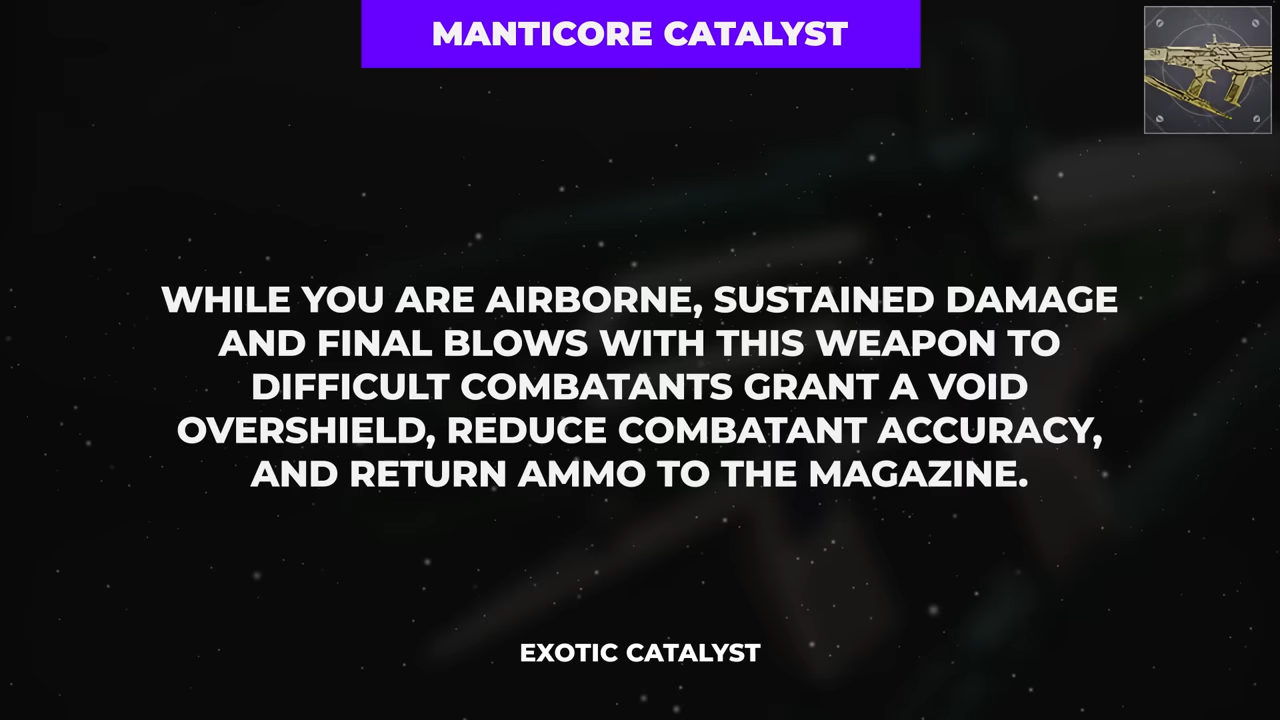 MANTICORE CATALYST
WHILE YOU ARE AIRBORNE, SUSTAINED DAMAGE
AND FINAL BLOWS WITH THIS WEAPON TO
DIFFICULT COMBATANTS GRANT A VOID
OVERSHIELD, REDUCE COMBATANT ACCURACY,
AND RETURN AMMO TO THE MAGAZINE.
EXOTIC CATALYST